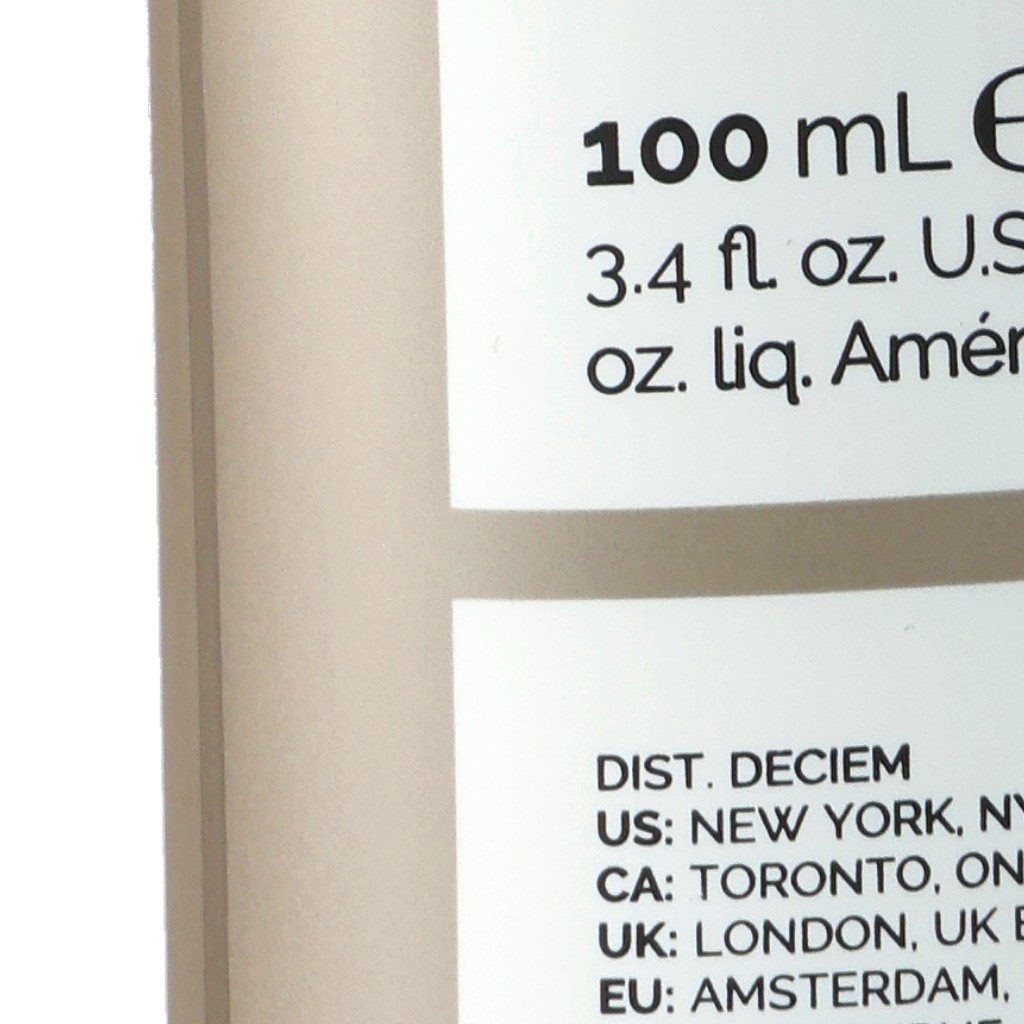 100 mL ℮
3.4 fl. oz. U.S
oz. liq. Amér
DIST. DECIEM
US: NEW YORK, NY
CA: TORONTO, ON
UK: LONDON, UK E
EU: AMSTERDAM,